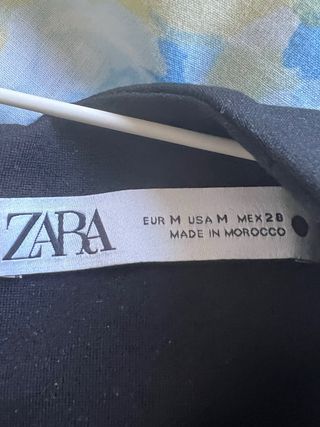 ZARA
EUR M USA M MEX 28
MADE IN MOROCCO